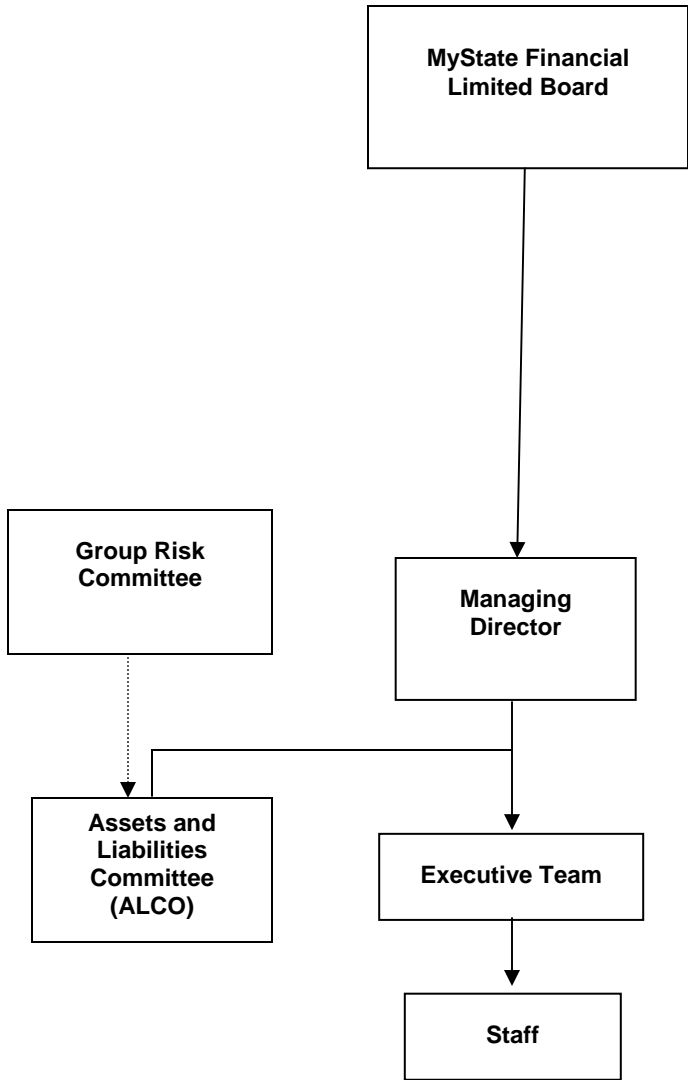 MyState Financial
Limited Board
Group Risk
Committee
Managing
Director
Assets and
Liabilities
Committee
(ALCO)
Executive Team
Staff